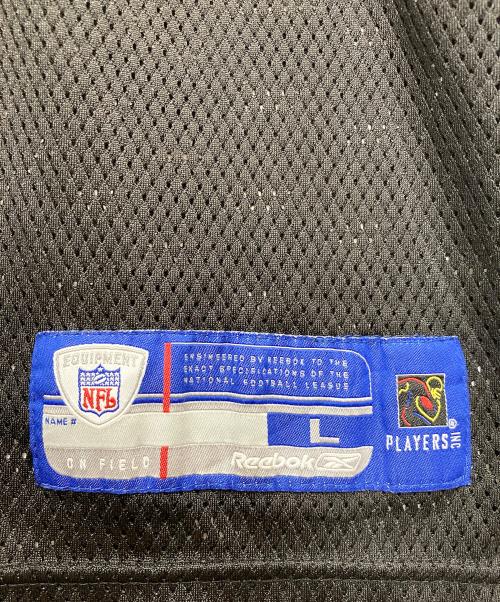 EQUIPMENT
NFL
NAME #
ON FIELD
ENGINEERED BY REEBOK TO THE
EXACT SPECIFICATIONS OF THE
NATIONAL FOOTBALL LEAGUE
L
Reebok
®
PLAYERS INC